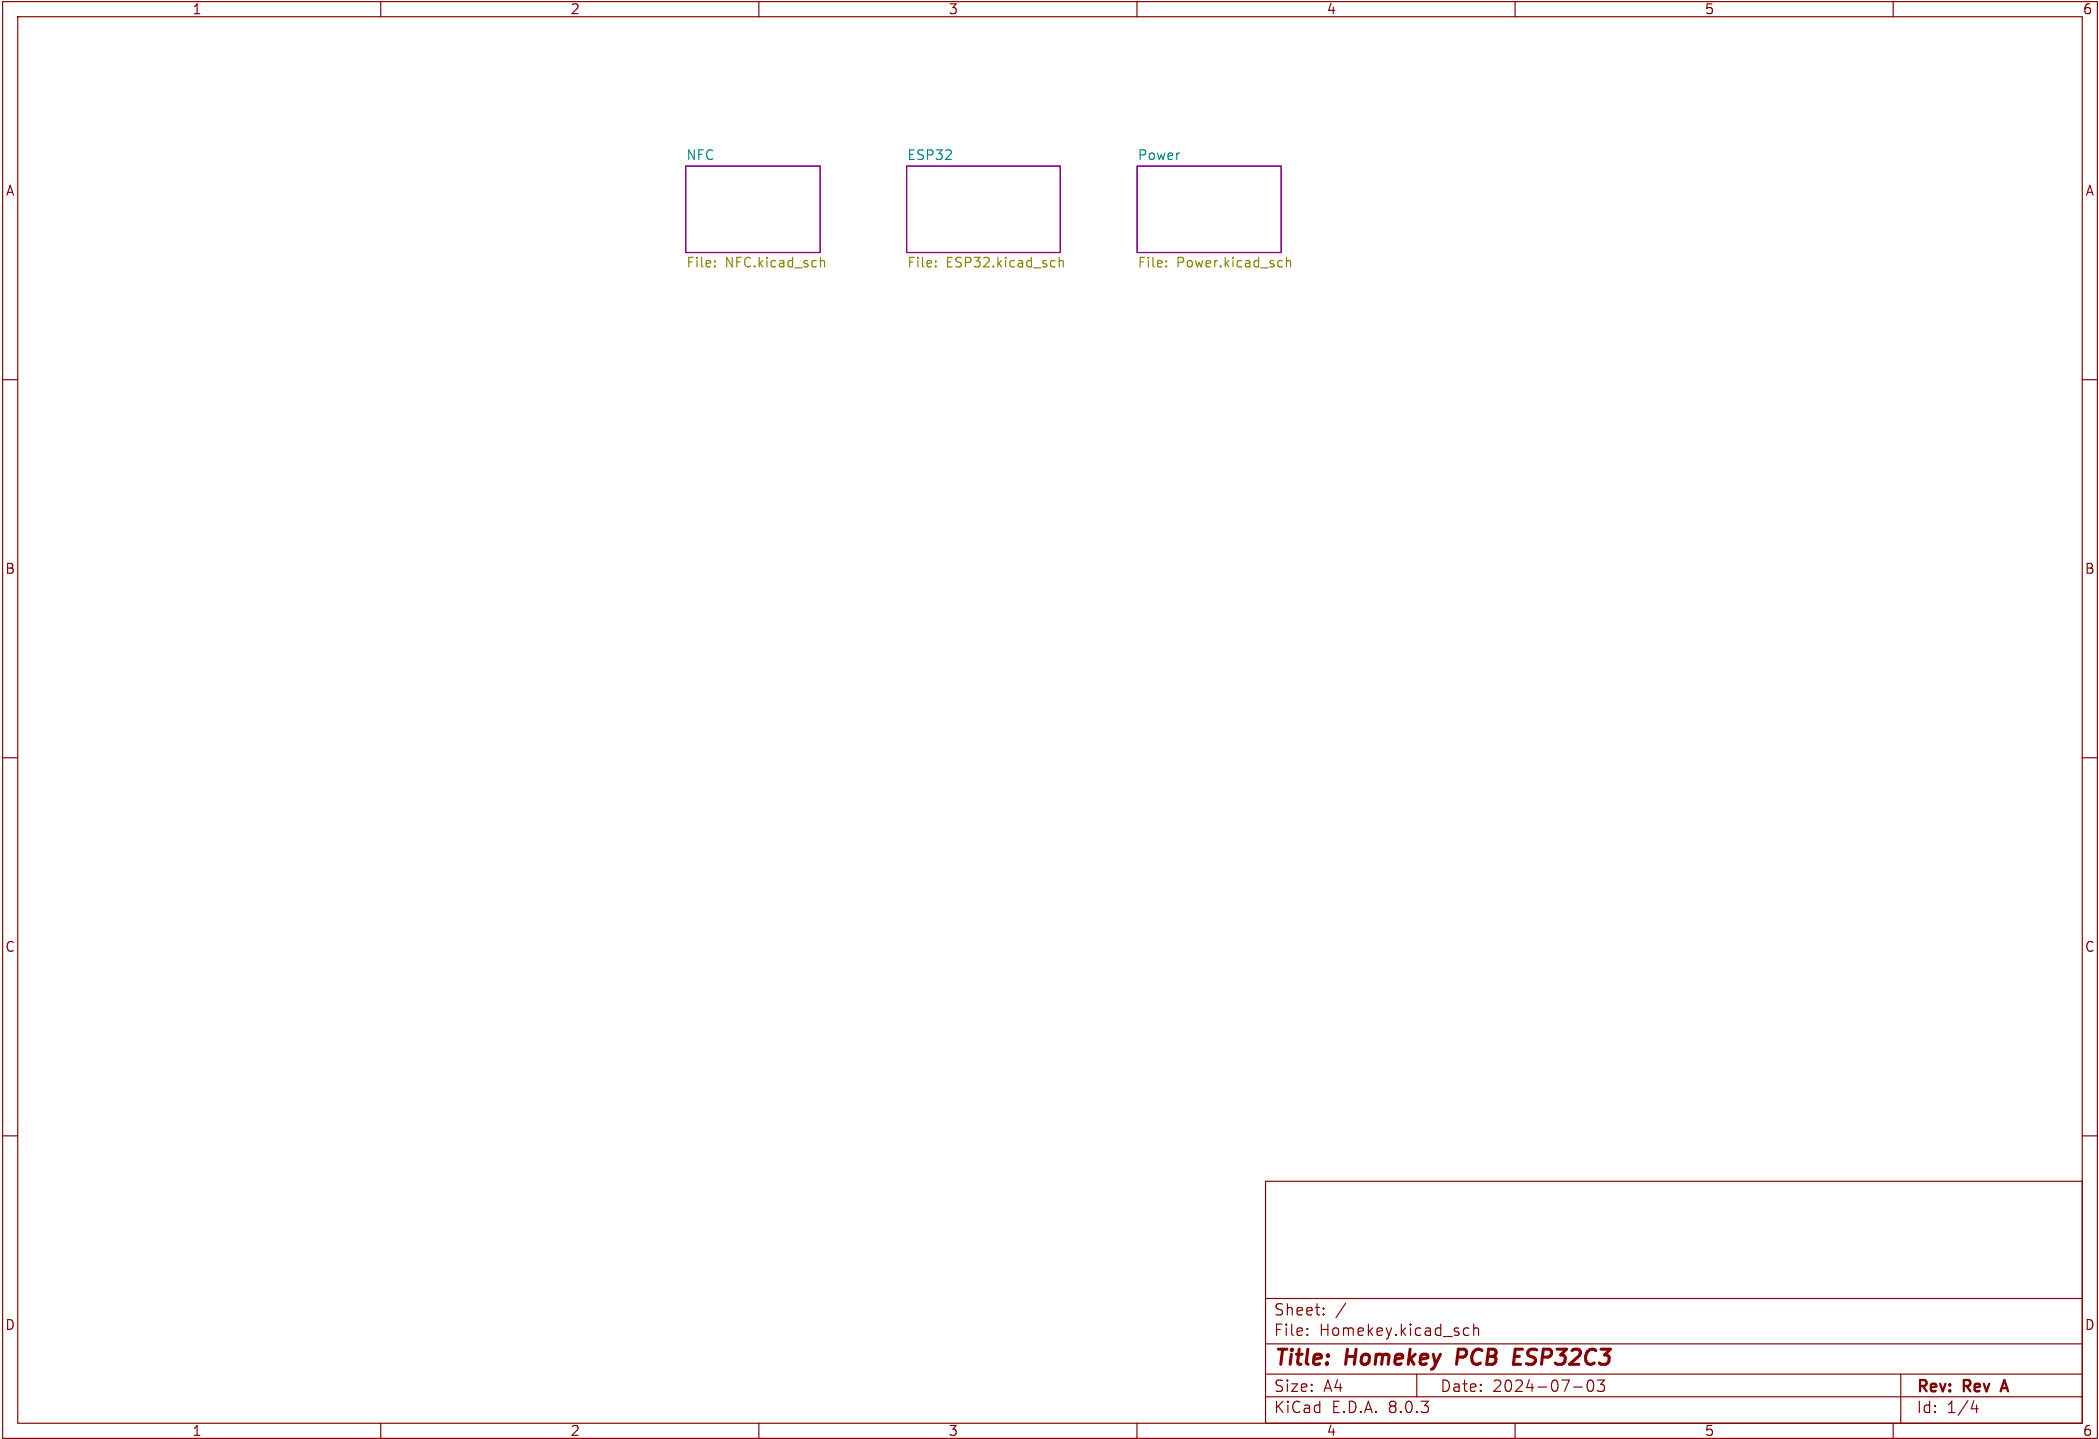 1 2 3 4 5 6
NFC ESP32 Power
A A
File: NFC.kicad_sch File: ESP32.kicad_sch File: Power.kicad_sch
B B
C C
Sheet: /
D D
File: Homekey.kicad_sch
Title: Homekey PCB ESP32C3
Size: A4 Date: 2024-07-03 Rev: Rev A
KiCad E.D.A. 8.0.3 Id: 1/4
1 2 3 4 5 6